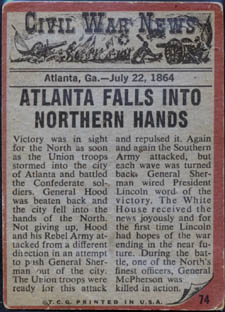 CIVIL WAR NEWS
Atlanta, Ga.—July 22, 1864
ATLANTA FALLS INTO
NORTHERN HANDS
Victory was in sight
for the North as soon
as the Union troops
stormed into the city
of Atlanta and battled
the Confederate sol-
diers. General Hood
was beaten back and
the city fell into the
hands of the North.
Not giving up, Hood
and his Rebel Army at-
tacked from a different
direction in an attempt
to push General Sher-
man out of the city.
The Union troops were
ready for this attack
and repulsed it. Again
and again the Southern
Army attacked, but
each wave was turned
back. General Sher-
man wired President
Lincoln word of the
victory. The White
House received the
news joyously and for
the first time Lincoln
had hopes of the war
ending in the near fu-
ture. During the bat-
tle, one of the North's
finest officers, General
McPherson was
killed in action.
©T.C.G. PRINTED IN U.S.A.
74